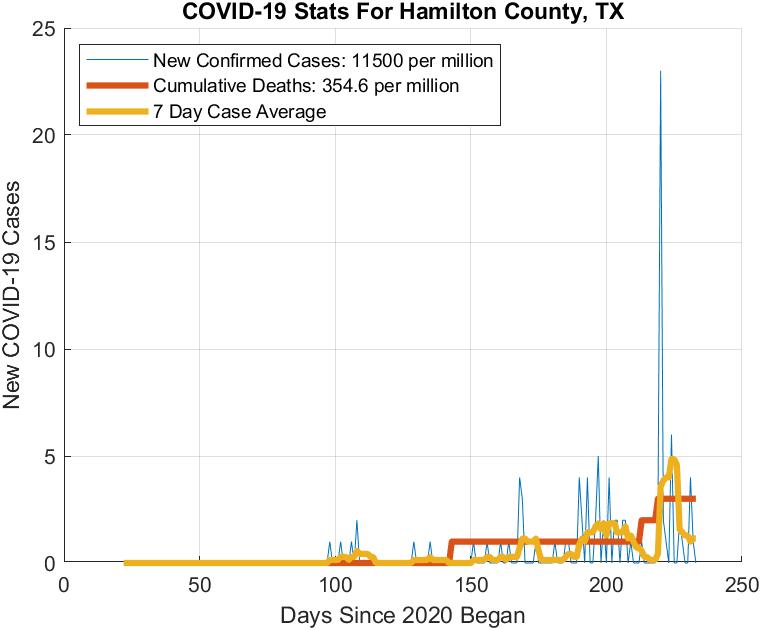 COVID-19 Stats For Hamilton County, TX
25
New Confirmed Cases: 11500 per million
Cumulative Deaths: 354.6 per million
7 Day Case Average
20
15
10
5
0
New COVID-19 Cases
0 50 100 150 200 250
Days Since 2020 Began